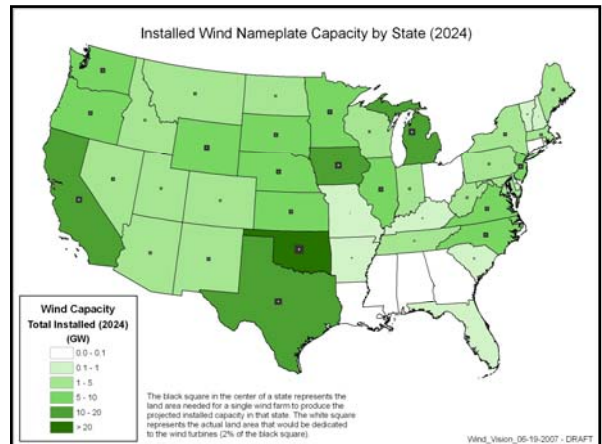 Installed Wind Nameplate Capacity by State (2024)
Wind Capacity
Total Installed (2024)
(GW)
0.0 - 0.1
0.1 - 1
1 - 5
5 - 10
10 - 20
> 20
The black square in the center of a state represents the
land area needed for a single wind farm to produce the
projected installed capacity in that state. The white square
represents the actual land area that would be dedicated
to the wind turbines (2% of the black square).
Wind_Vision_06-19-2007 - DRAFT